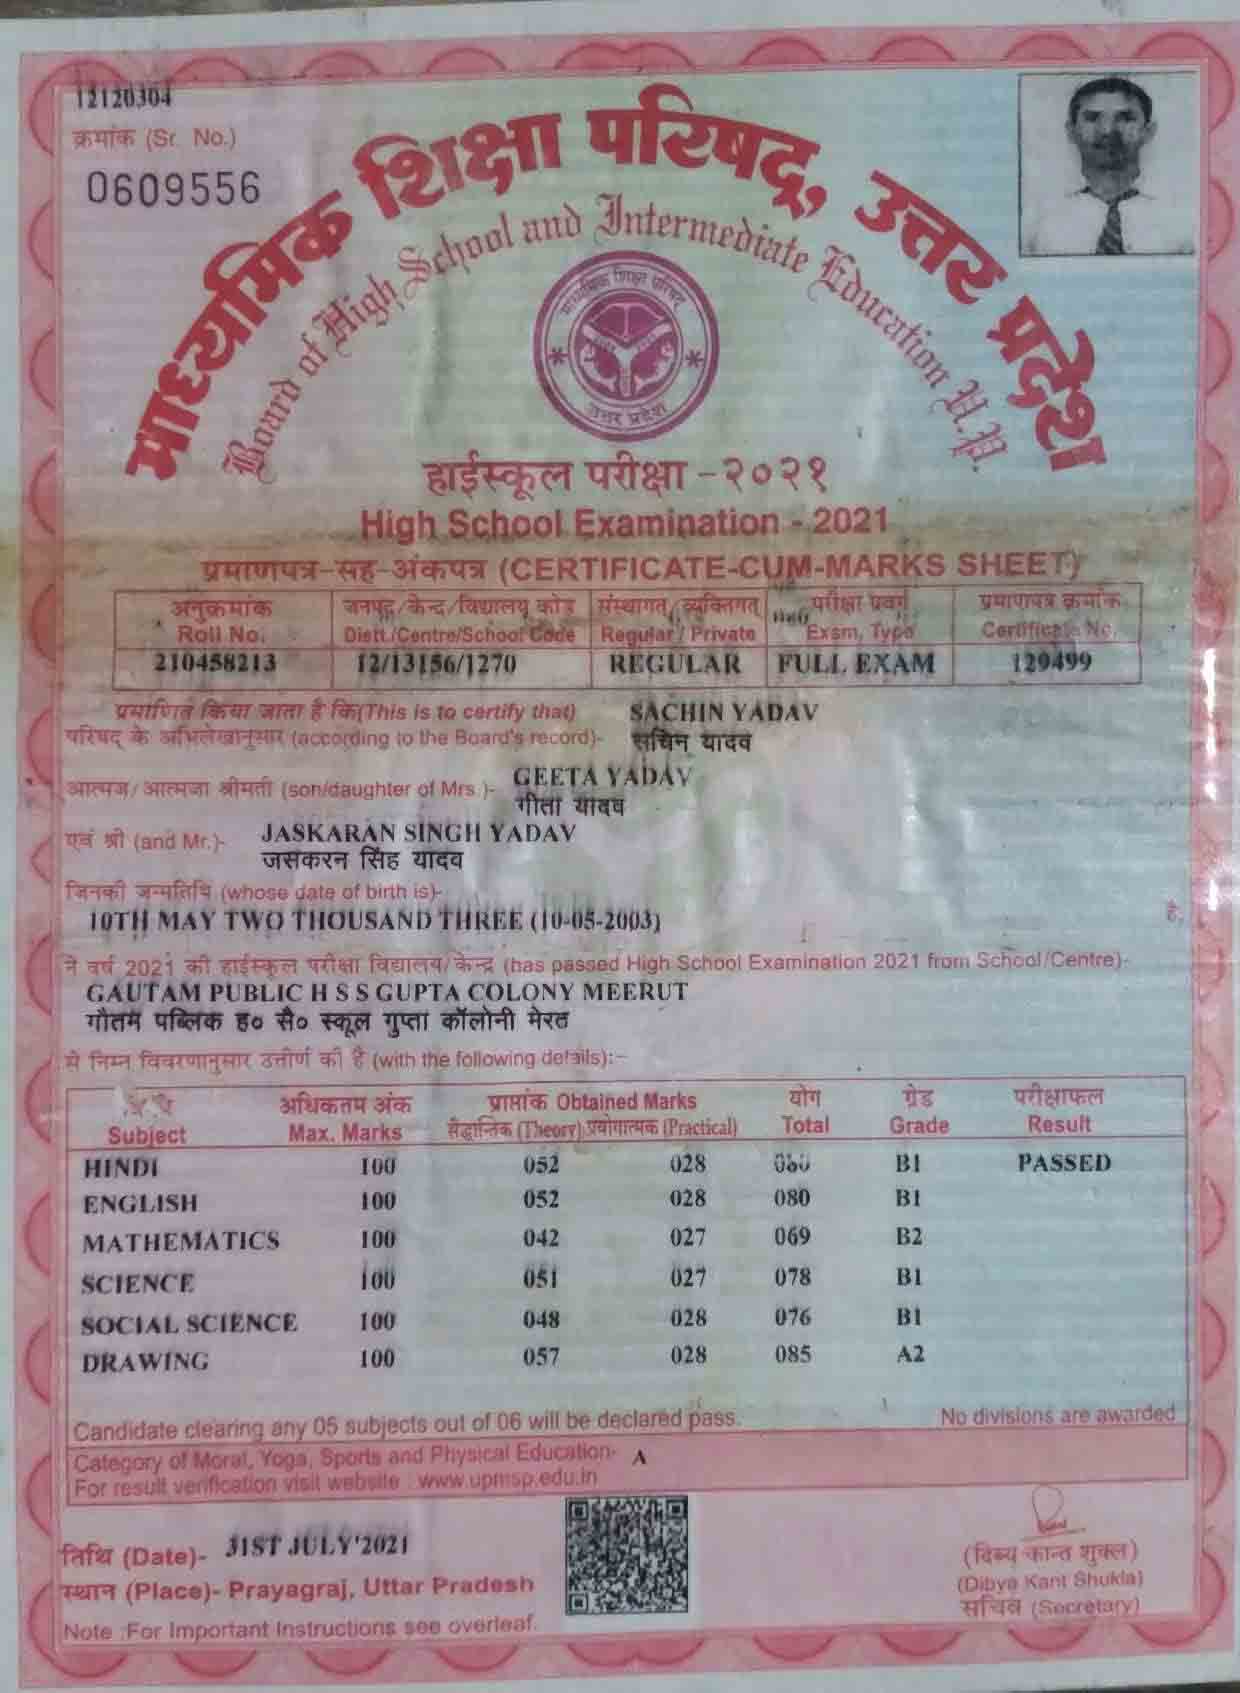 12120304
क्रमांक (Sr. No.)
0609556
माध्यमिक शिक्षा परिषद्, उत्तर प्रदेश
Board of High School and Intermediate Education U.P.
माध्यमिक शिक्षा परिषद्
उत्तर प्रदेश
हाईस्कूल परीक्षा -२०२१
High School Examination - 2021
प्रमाणपत्र-सह-अंकपत्र (CERTIFICATE-CUM-MARKS SHEET)
अनुक्रमांक जनपद/केन्द्र/विद्यालय कोड संस्थागत/व्यक्तिगत परीक्षा प्रवर्ग प्रमाणपत्र क्रमांक
Roll No. Distt./Centre/School Code Regular / Private Exam, Type Certificate No.
210458213 12/13156/1270 REGULAR FULL EXAM 129499
प्रमाणित किया जाता है कि(This is to certify that) SACHIN YADAV
परिषद के अभिलेखानुसार (according to the Board's record)- सचिन यादव
GEETA YADAV
आत्मज/आत्मजा श्रीमती (son/daughter of Mrs.)- गीता यादव
एवं श्री (and Mr.)- JASKARAN SINGH YADAV
जसकरन सिंह यादव
जिनकी जन्मतिथि (whose date of birth is)-
10TH MAY TWO THOUSAND THREE (10-05-2003) है,
ने वर्ष 2021 की हाईस्कूल परीक्षा विद्यालय/केन्द्र (has passed High School Examination 2021 from School/Centre)-
GAUTAM PUBLIC H S S GUPTA COLONY MEERUT
गौतम पब्लिक ह० सै० स्कूल गुप्ता कॉलोनी मेरठ
से निम्न विवरणानुसार उत्तीर्ण की है (with the following details):-
अधिकतम अंक प्राप्तांक Obtained Marks योग ग्रेड परीक्षाफल
Subject Max. Marks सैद्धान्तिक (Theory) प्रयोगात्मक (Practical) Total Grade Result
HINDI 100 052 028 080 B1 PASSED
ENGLISH 100 052 028 080 B1
MATHEMATICS 100 042 027 069 B2
SCIENCE 100 051 027 078 B1
SOCIAL SCIENCE 100 048 028 076 B1
DRAWING 100 057 028 085 A2
Candidate clearing any 05 subjects out of 06 will be declared pass. No divisions are awarded
Category of Moral, Yoga, Sports and Physical Education- A
For result verification visit website : www.upmsp.edu.in
तिथि (Date)- 31ST JULY'2021
स्थान (Place)- Prayagraj, Uttar Pradesh
Note :For Important Instructions see overleaf.
(दिब्य कान्त शुक्ल)
(Dibya Kant Shukla)
सचिव (Secretary)